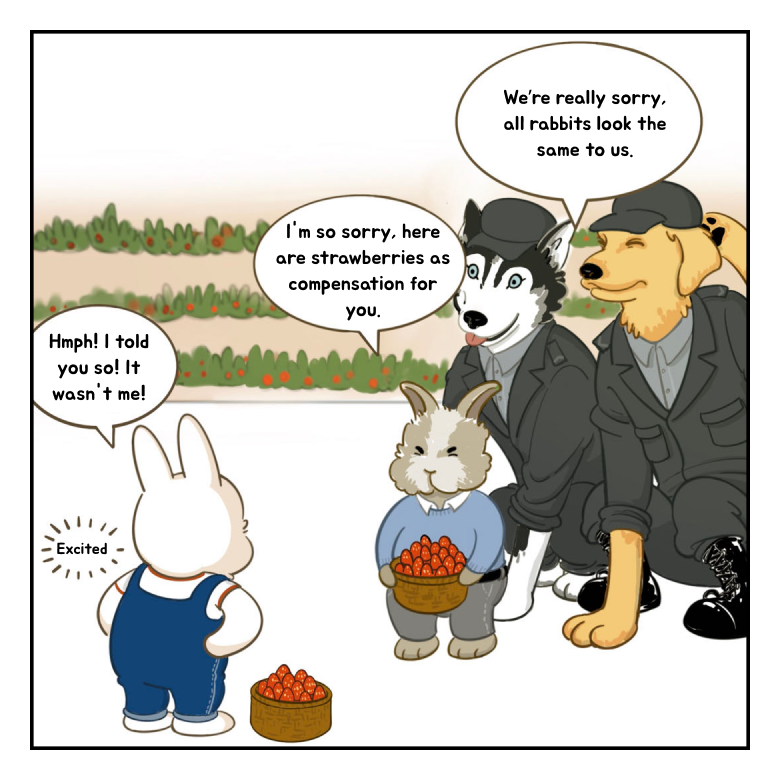 We're really sorry,
all rabbits look the
same to us.
I'm so sorry, here
are strawberries as
compensation for
you.
Hmph! I told
you so! It
wasn't me!
Excited